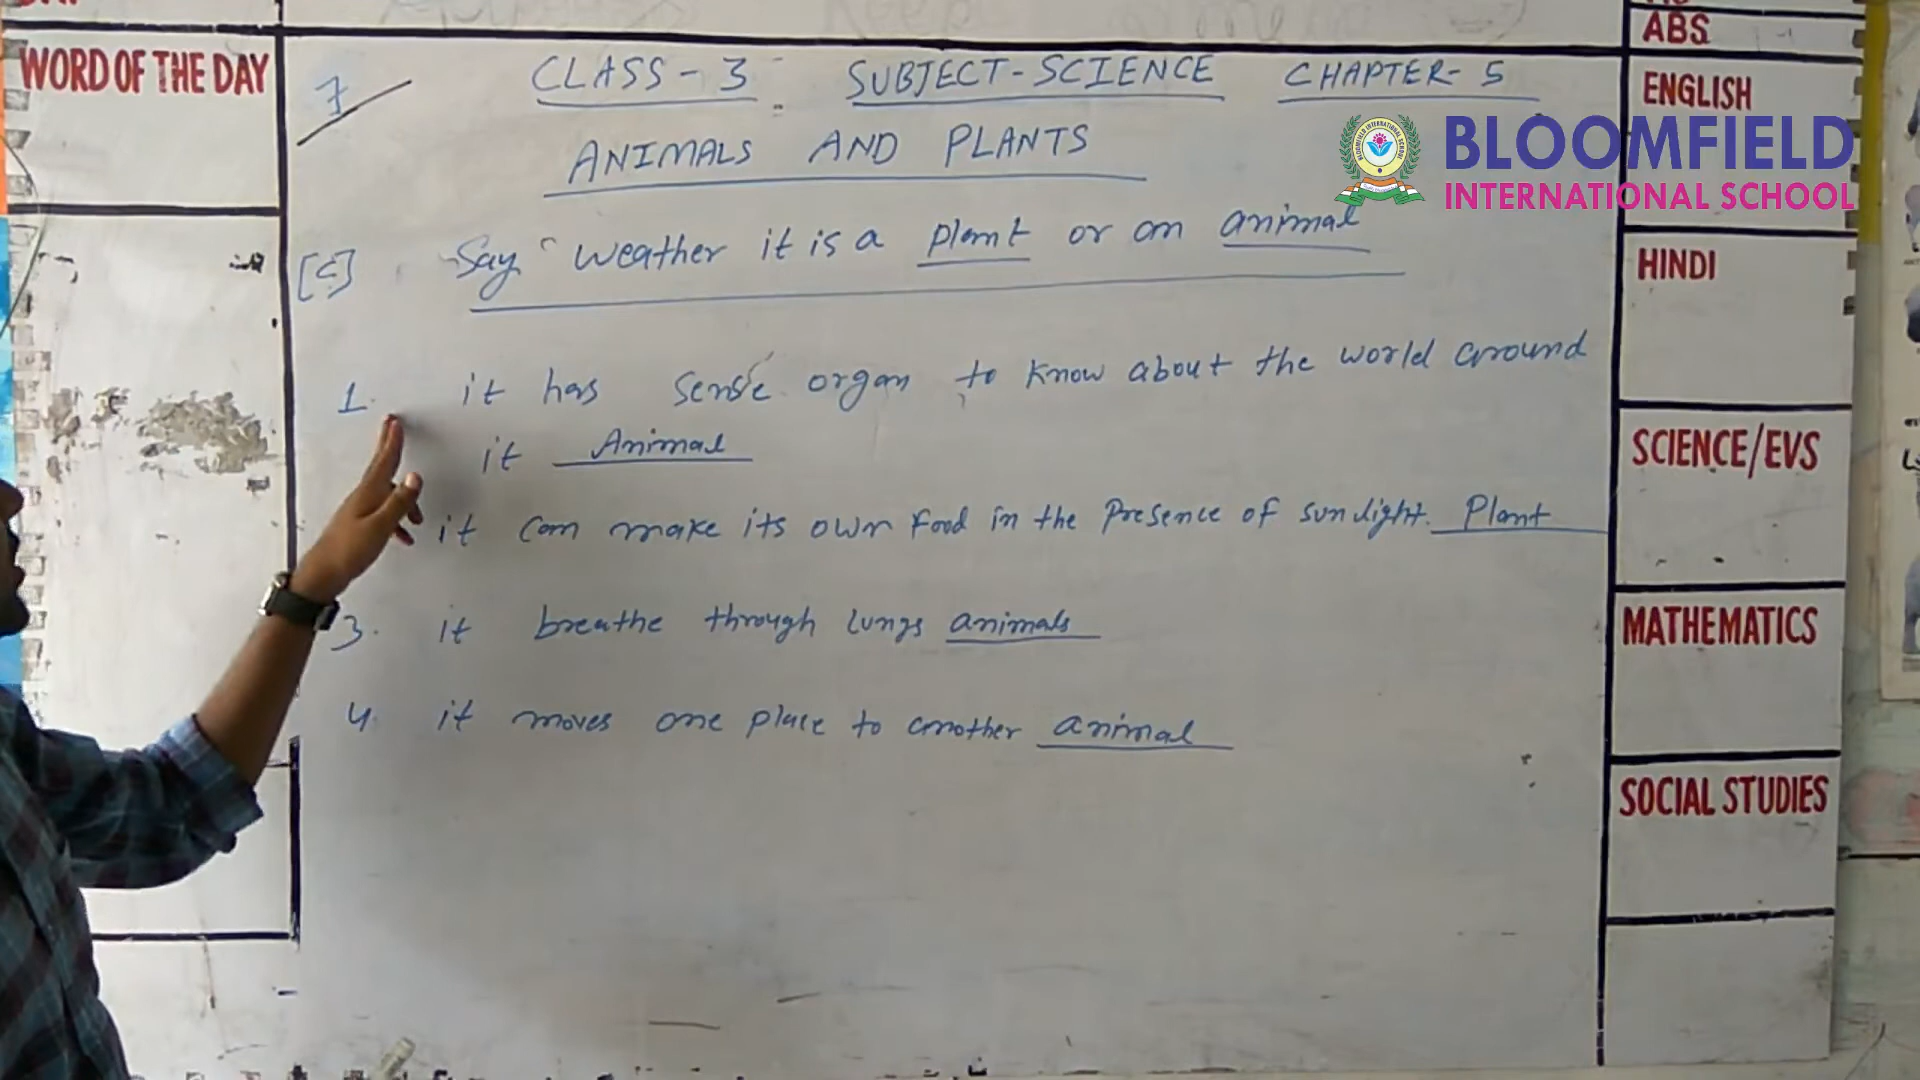 WORD OF THE DAY
7
CLASS - 3 SUBJECT-SCIENCE CHAPTER- 5
ANIMALS AND PLANTS
[C] Say weather it is a plant or an animal
1. it has sense organ to know about the world around
it Animal
it can make its own food in the presence of sunlight. Plant
3. it breathe through lungs animals
4. it moves one place to another animal
ABS
ENGLISH
BLOOMFIELD
INTERNATIONAL SCHOOL
HINDI
SCIENCE/EVS
MATHEMATICS
SOCIAL STUDIES